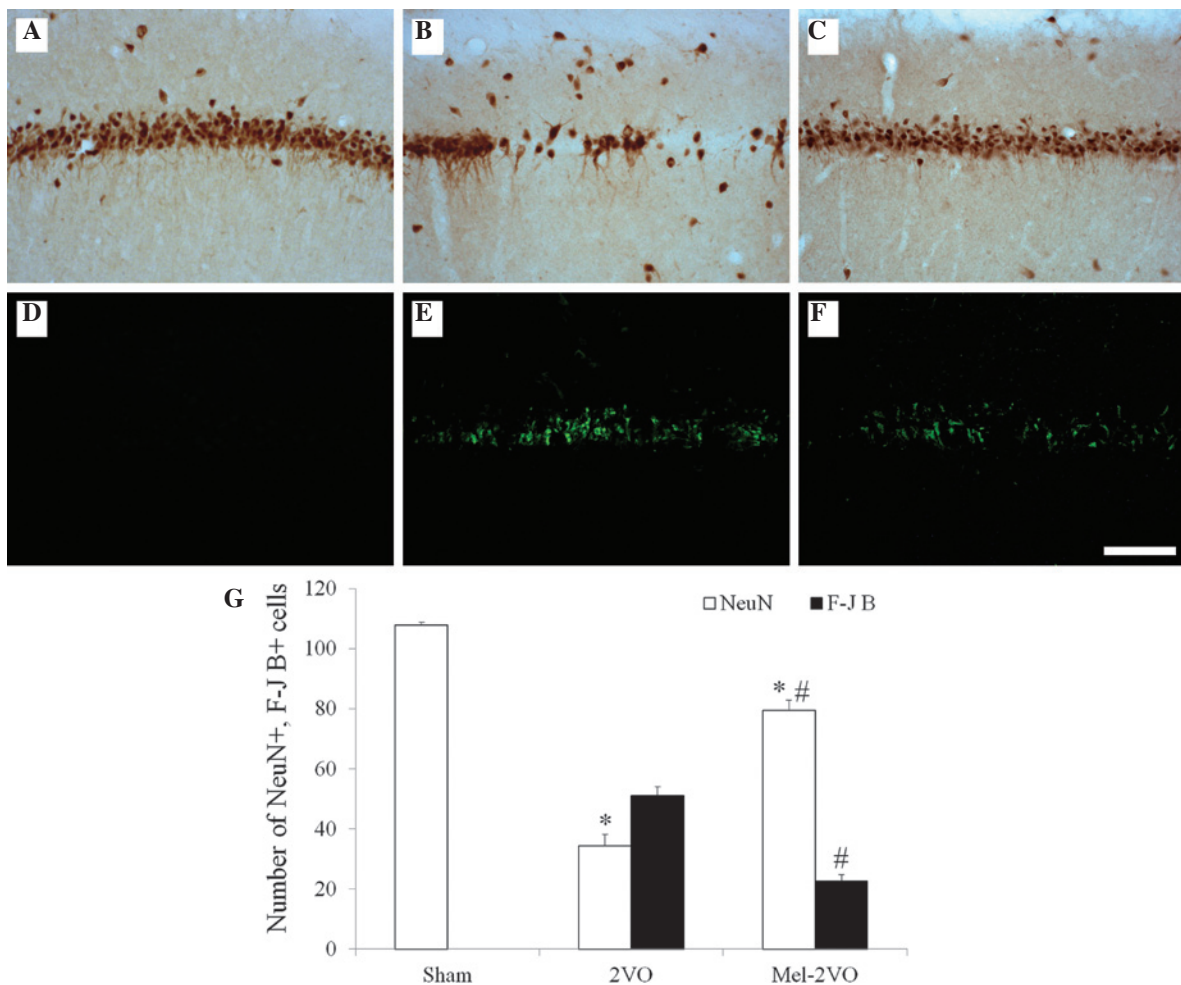 A
B
C
D
E
F
G
Number of NeuN+, F-J B+ cells
120
100
80
60
40
20
0
NeuN
F-J B
*
* #
#
Sham
2VO
Mel-2VO